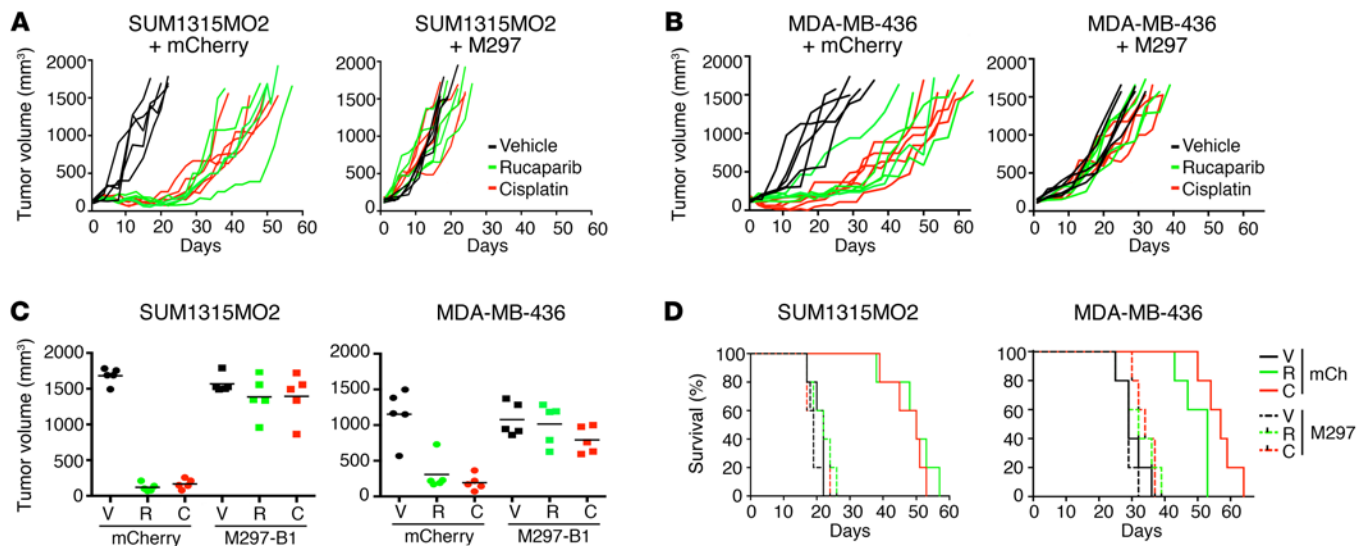 A
SUM1315MO2
+ mCherry
Tumor volume (mm³)
2000
1500
1000
500
0
0 10 20 30 40 50 60
Days
SUM1315MO2
+ M297
2000
1500
1000
500
0
Vehicle
Rucaparib
Cisplatin
0 10 20 30 40 50 60
Days
B
MDA-MB-436
+ mCherry
Tumor volume (mm³)
2000
1500
1000
500
0
0 10 20 30 40 50 60
Days
MDA-MB-436
+ M297
2000
1500
1000
500
0
Vehicle
Rucaparib
Cisplatin
0 10 20 30 40 50 60
Days
C
SUM1315MO2
Tumor volume (mm³)
2000
1500
1000
500
0
V R C V R C
mCherry M297-B1
MDA-MB-436
2000
1500
1000
500
0
V R C V R C
mCherry M297-B1
D
SUM1315MO2
Survival (%)
100
80
60
40
20
0
0 20 40 60
Days
MDA-MB-436
100
80
60
40
20
0
0 20 40 60
Days
V
R mCh
C
V
R M297
C